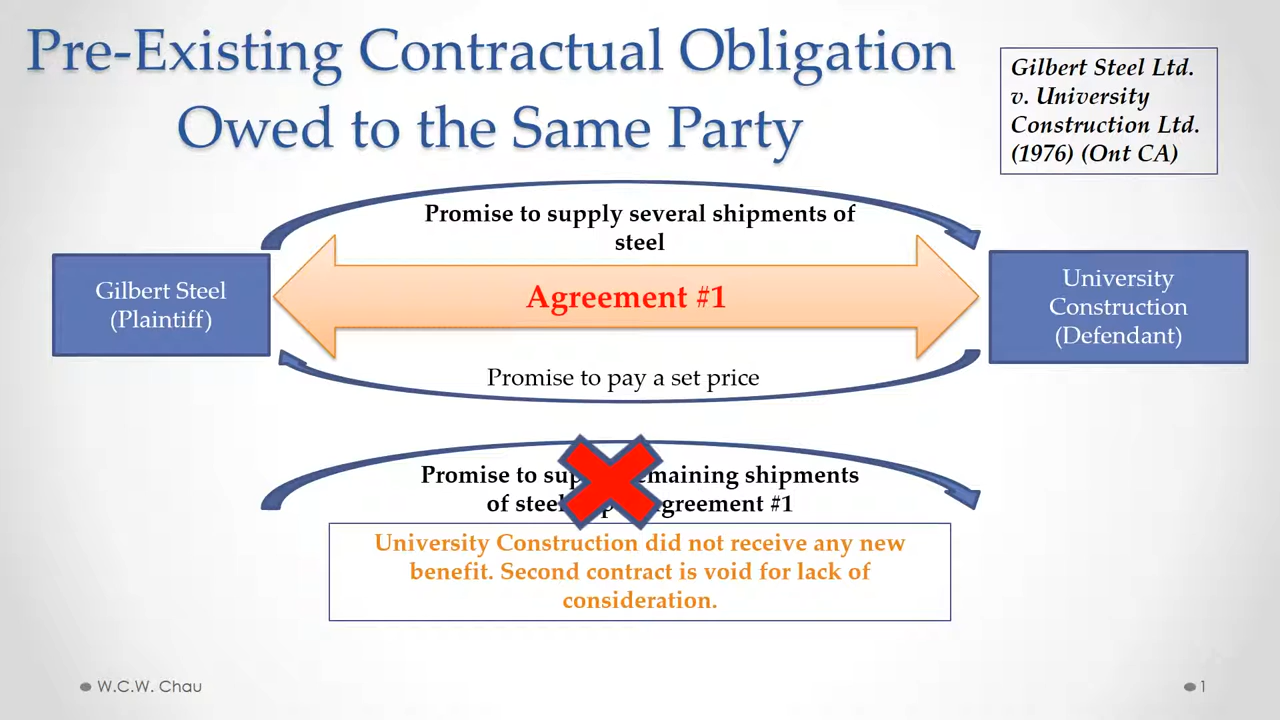 Pre-Existing Contractual Obligation
Owed to the Same Party
Gilbert Steel Ltd.
v. University
Construction Ltd.
(1976) (Ont CA)
Promise to supply several shipments of
steel
Gilbert Steel
(Plaintiff)
Agreement #1
University
Construction
(Defendant)
Promise to pay a set price
Promise to shipments
of #1
University Construction did not receive any new
benefit. Second contract is void for lack of
consideration.
W.C.W. Chau
1